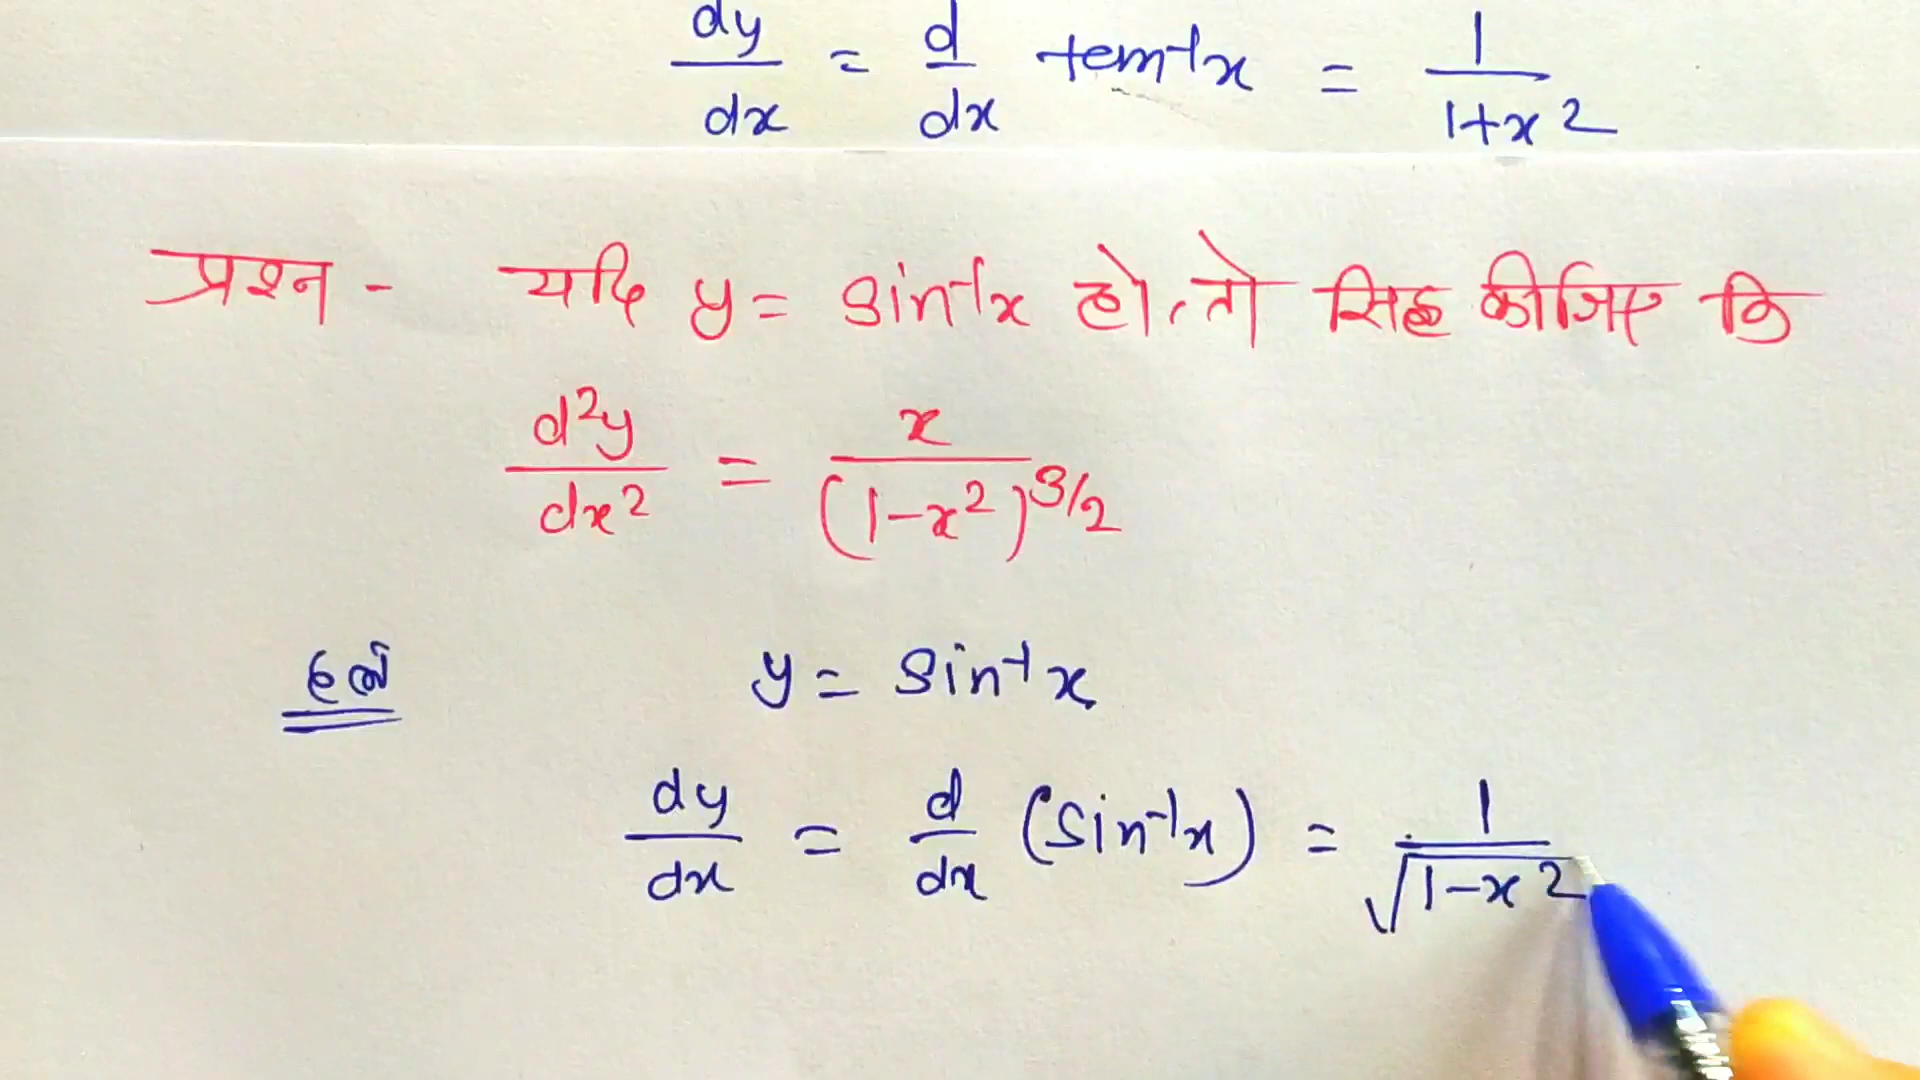 dy/dx = d/dx tan⁻¹x = 1/(1+x²)
प्रश्न - यदि y = sin⁻¹x हो, तो सिद्ध कीजिए कि
d²y/dx² = x/(1-x²)^3/2
हल
y = sin⁻¹x
dy/dx = d/dx (sin⁻¹x) = 1/√(1-x²)